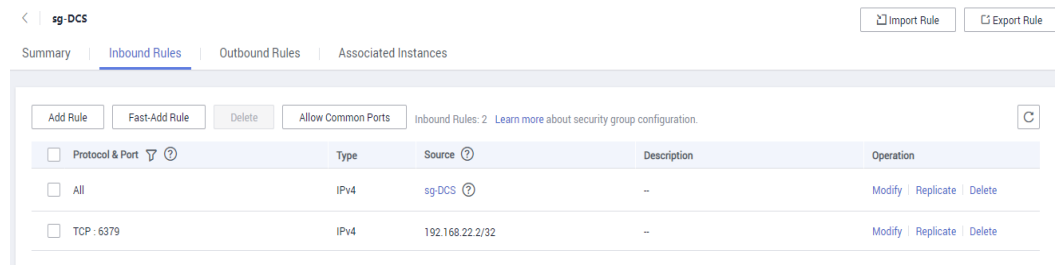 sg-DCS
Import Rule Export Rule
Summary Inbound Rules Outbound Rules Associated Instances
Add Rule Fast-Add Rule Delete Allow Common Ports Inbound Rules: 2 Learn more about security group configuration.
Protocol & Port Type Source Description Operation
All IPv4 sg-DCS -- Modify Replicate Delete
TCP : 6379 IPv4 192.168.22.2/32 -- Modify Replicate Delete